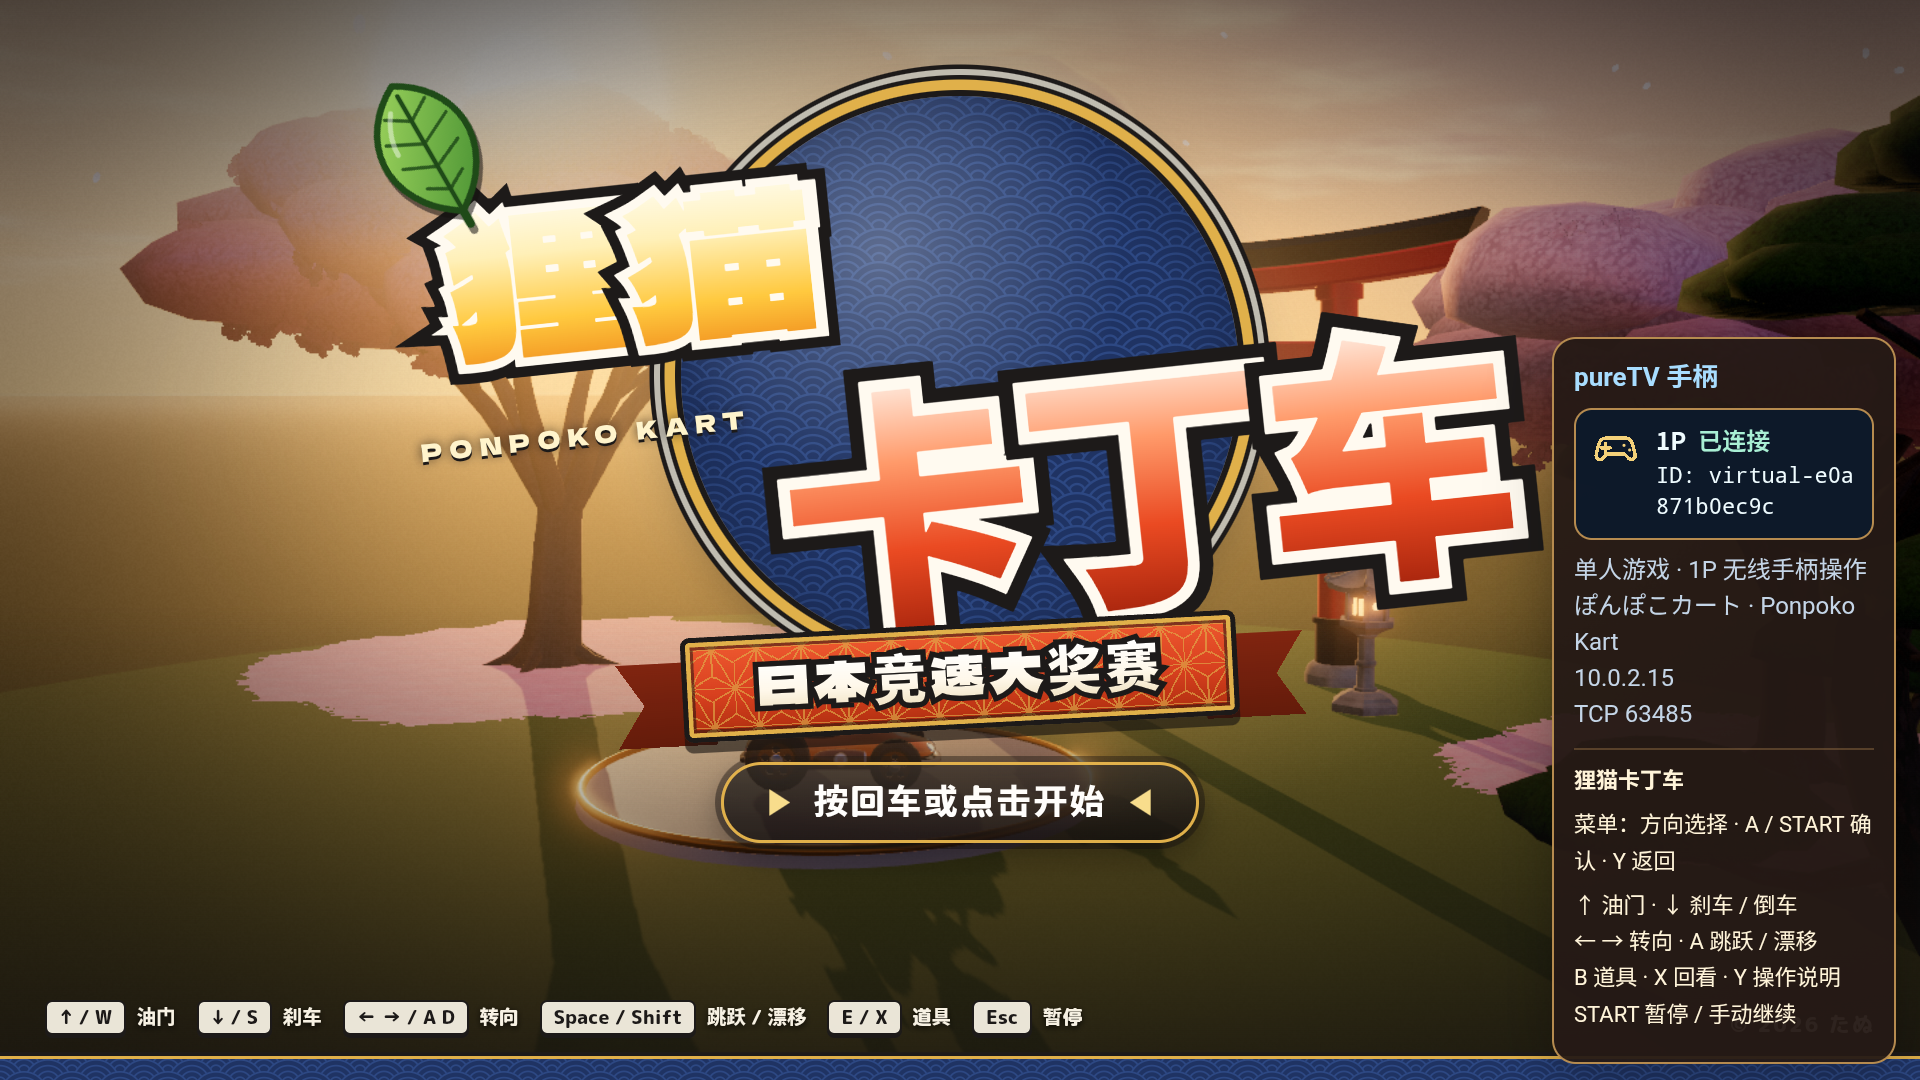 狸猫
PONPOKO KART
卡丁车
日本竞速大奖赛
按回车或点击开始
↑ / W 油门 ↓ / S 刹车 ← → / A D 转向 Space / Shift 跳跃 / 漂移 E / X 道具 Esc 暂停
pureTV 手柄
1P 已连接
ID: virtual-e0a
871b0ec9c
单人游戏 · 1P 无线手柄操作
ぽんぽこカート · Ponpoko
Kart
10.0.2.15
TCP 63485
狸猫卡丁车
菜单：方向选择 · A / START 确
认 · Y 返回
↑ 油门 · ↓ 刹车 / 倒车
← → 转向 · A 跳跃 / 漂移
B 道具 · X 回看 · Y 操作说明
START 暂停 / 手动继续